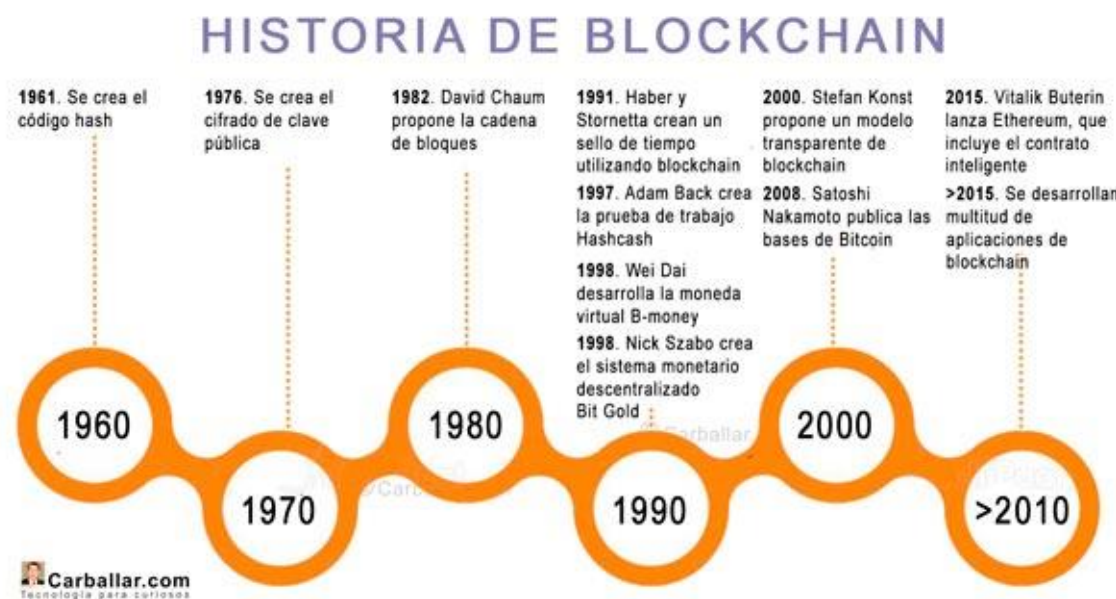 HISTORIA DE BLOCKCHAIN
1961. Se crea el
código hash
1976. Se crea el
cifrado de clave
pública
1982. David Chaum
propone la cadena
de bloques
1991. Haber y
Stornetta crean un
sello de tiempo
utilizando blockchain
1997. Adam Back crea
la prueba de trabajo
Hashcash
1998. Wei Dai
desarrolla la moneda
virtual B-money
1998. Nick Szabo crea
el sistema monetario
descentralizado
Bit Gold
2000. Stefan Konst
propone un modelo
transparente de
blockchain
2008. Satoshi
Nakamoto publica las
bases de Bitcoin
2015. Vitalik Buterin
lanza Ethereum, que
incluye el contrato
inteligente
>2015. Se desarrollan
multitud de
aplicaciones de
blockchain
1960
1970
1980
1990
2000
>2010
©Carballar
Carballar.com
Tecnología para curiosos